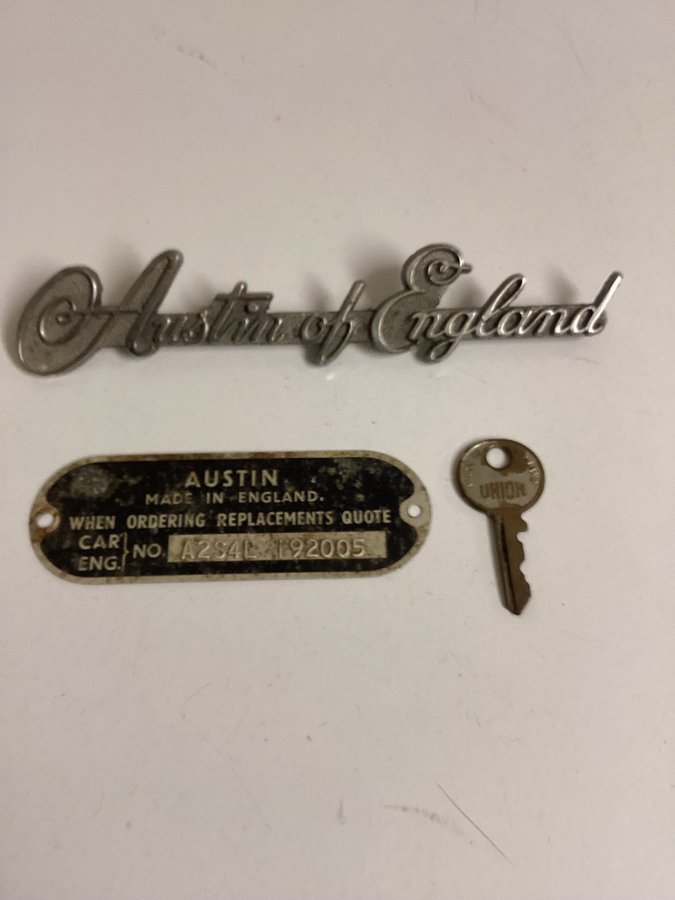 Austin of England
AUSTIN
MADE IN ENGLAND.
WHEN ORDERING REPLACEMENTS QUOTE
CAR
ENG. } NO. A2S4L 192005
UNION